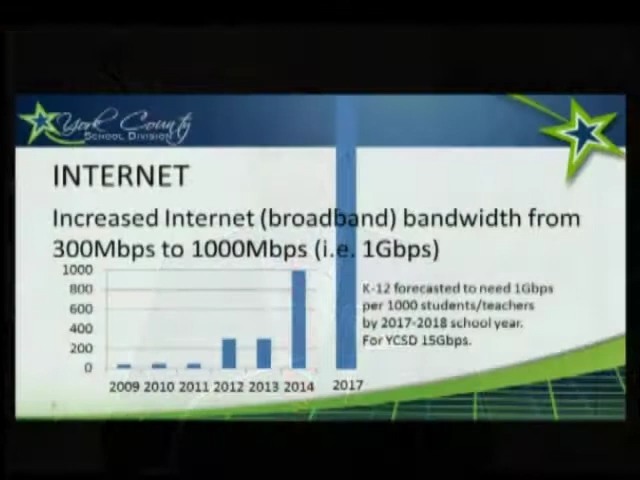 York County
SCHOOL DIVISION
INTERNET
Increased Internet (broadband) bandwidth from
300Mbps to 1000Mbps (i.e. 1Gbps)
1000
800
600
400
200
0
2009 2010 2011 2012 2013 2014 2017
K-12 forecasted to need 1Gbps
per 1000 students/teachers
by 2017-2018 school year.
For YCSD 15Gbps.